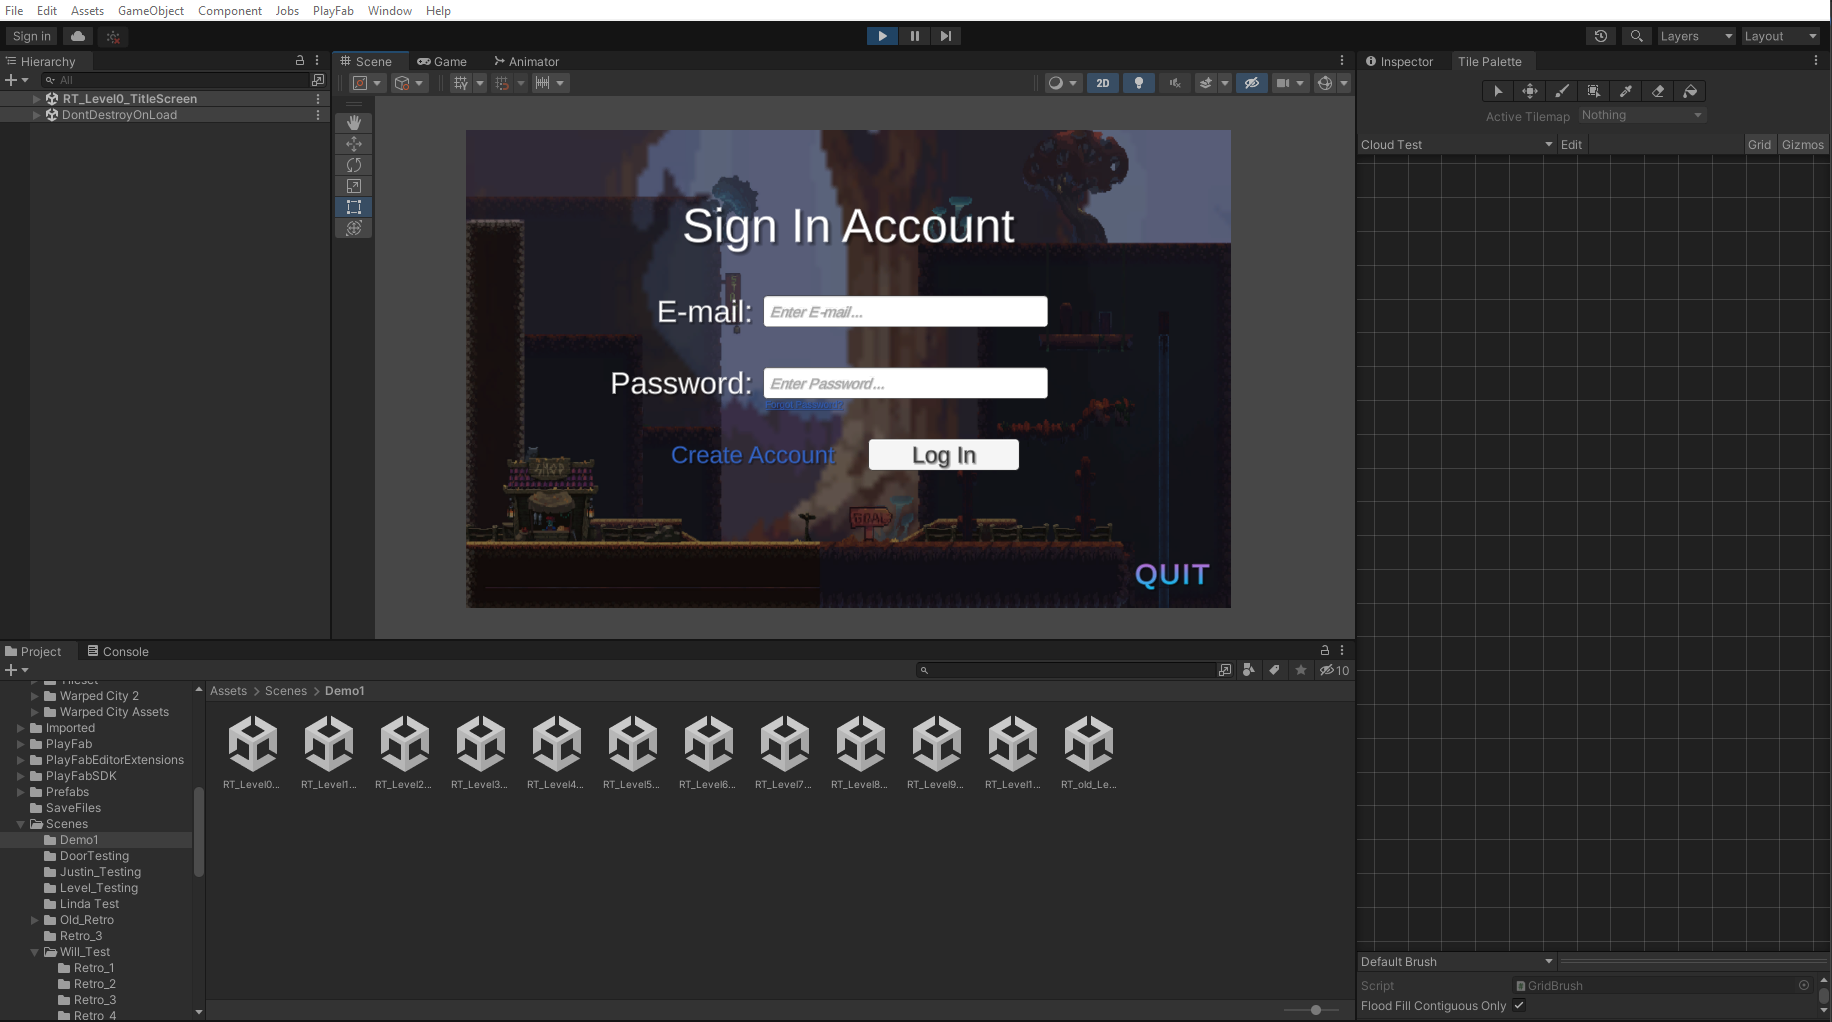 File Edit Assets GameObject Component Jobs PlayFab Window Help
Sign in
Layers
Layout
Hierarchy
All
RT_Level0_TitleScreen
DontDestroyOnLoad
Scene
Game
Animator
2D
Sign In Account
E-mail: Enter E-mail...
Password: Enter Password...
Forgot Password?
Create Account
Log In
SHOP
GOAL
QUIT
Inspector
Tile Palette
Active Tilemap Nothing
Cloud Test
Edit
Grid
Gizmos
Default Brush
Script GridBrush
Flood Fill Contiguous Only
Project
Console
10
Tileset
Warped City 2
Warped City Assets
Imported
PlayFab
PlayFabEditorExtensions
PlayFabSDK
Prefabs
SaveFiles
Scenes
Demo1
DoorTesting
Justin_Testing
Level_Testing
Linda Test
Old_Retro
Retro_3
Will_Test
Retro_1
Retro_2
Retro_3
Retro_4
Assets > Scenes > Demo1
RT_Level0... RT_Level1... RT_Level2... RT_Level3... RT_Level4... RT_Level5... RT_Level6... RT_Level7... RT_Level8... RT_Level9... RT_Level1... RT_old_Le...